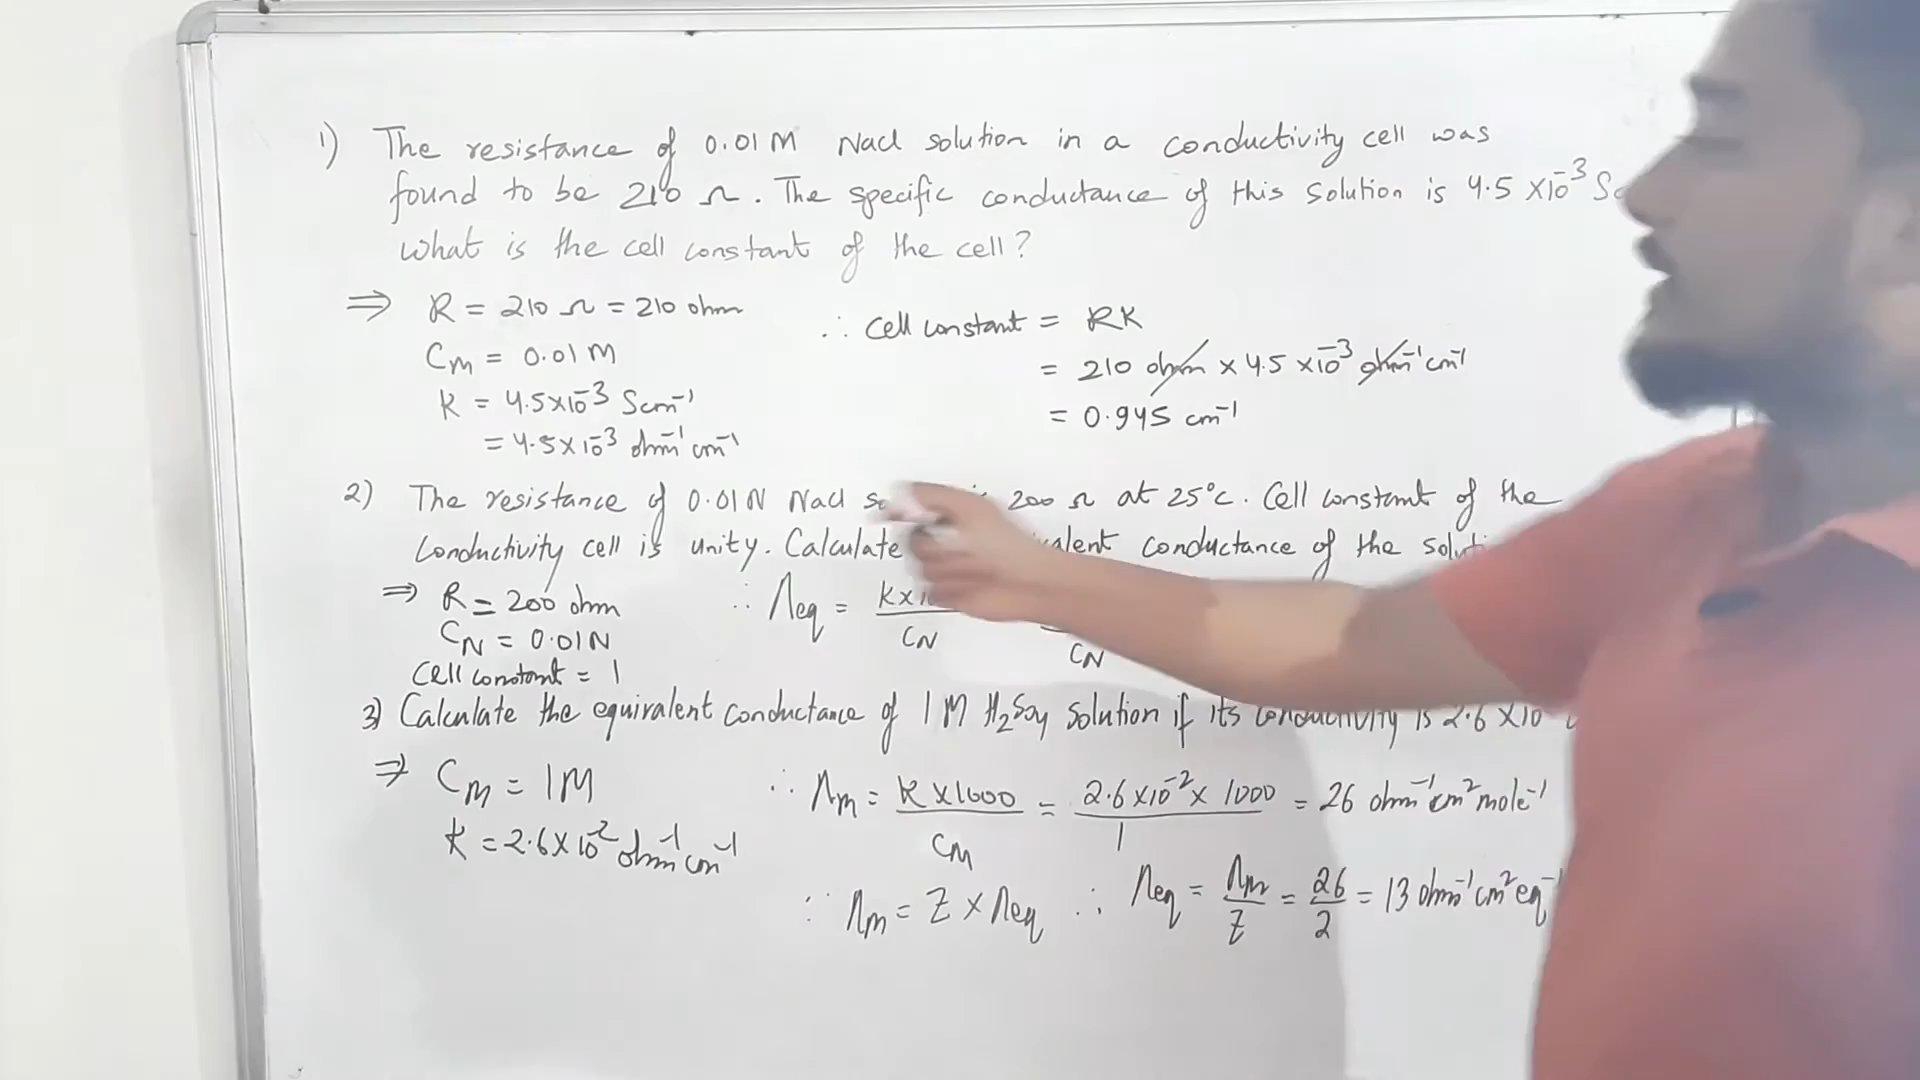 1) The resistance of 0.01 M Nacl solution in a conductivity cell was
found to be 210 Ω. The specific conductance of this solution is 4.5 x10⁻³
What is the cell constant of the cell?
⇒ R = 210 Ω = 210 ohm
Cm = 0.01 M
K = 4.5x10⁻³ Scm⁻¹
= 4.5x10⁻³ ohm⁻¹ cm⁻¹
∴ Cell constant = RK
= 210 ohm x 4.5 x10⁻³ ohm⁻¹ cm⁻¹
= 0.945 cm⁻¹
2) The resistance of 0.01N Nacl 200 Ω at 25°c. Cell constant of the
Conductivity cell is unity. Calculate conductance of the
⇒ R = 200 ohm
CN = 0.01N
Cell constant = 1
∴ Λeq = Kx
CN
CN
3) Calculate the equivalent conductance of 1 M H₂SO₄ Solution if its conductivity is 2.6 x10
⇒ Cm = 1M
K = 2.6x10⁻² ohm⁻¹ cm⁻¹
∴ Λm = K x1000 / CM = 2.6x10⁻² x 1000 / 1 = 26 ohm⁻¹ cm² mole⁻¹
∵ Λm = Z x Λeq ∴ Λeq = Λm / Z = 26 / 2 = 13 ohm⁻¹ cm² eq⁻¹